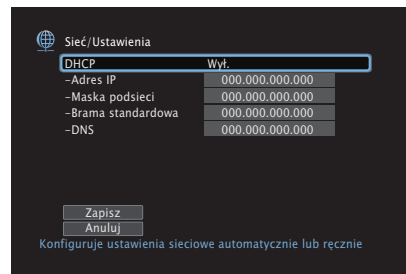 Sieć/Ustawienia
DHCP Wył.
–Adres IP 000.000.000.000
–Maska podsieci 000.000.000.000
–Brama standardowa 000.000.000.000
–DNS 000.000.000.000
Zapisz
Anuluj
Konfiguruje ustawienia sieciowe automatycznie lub ręcznie